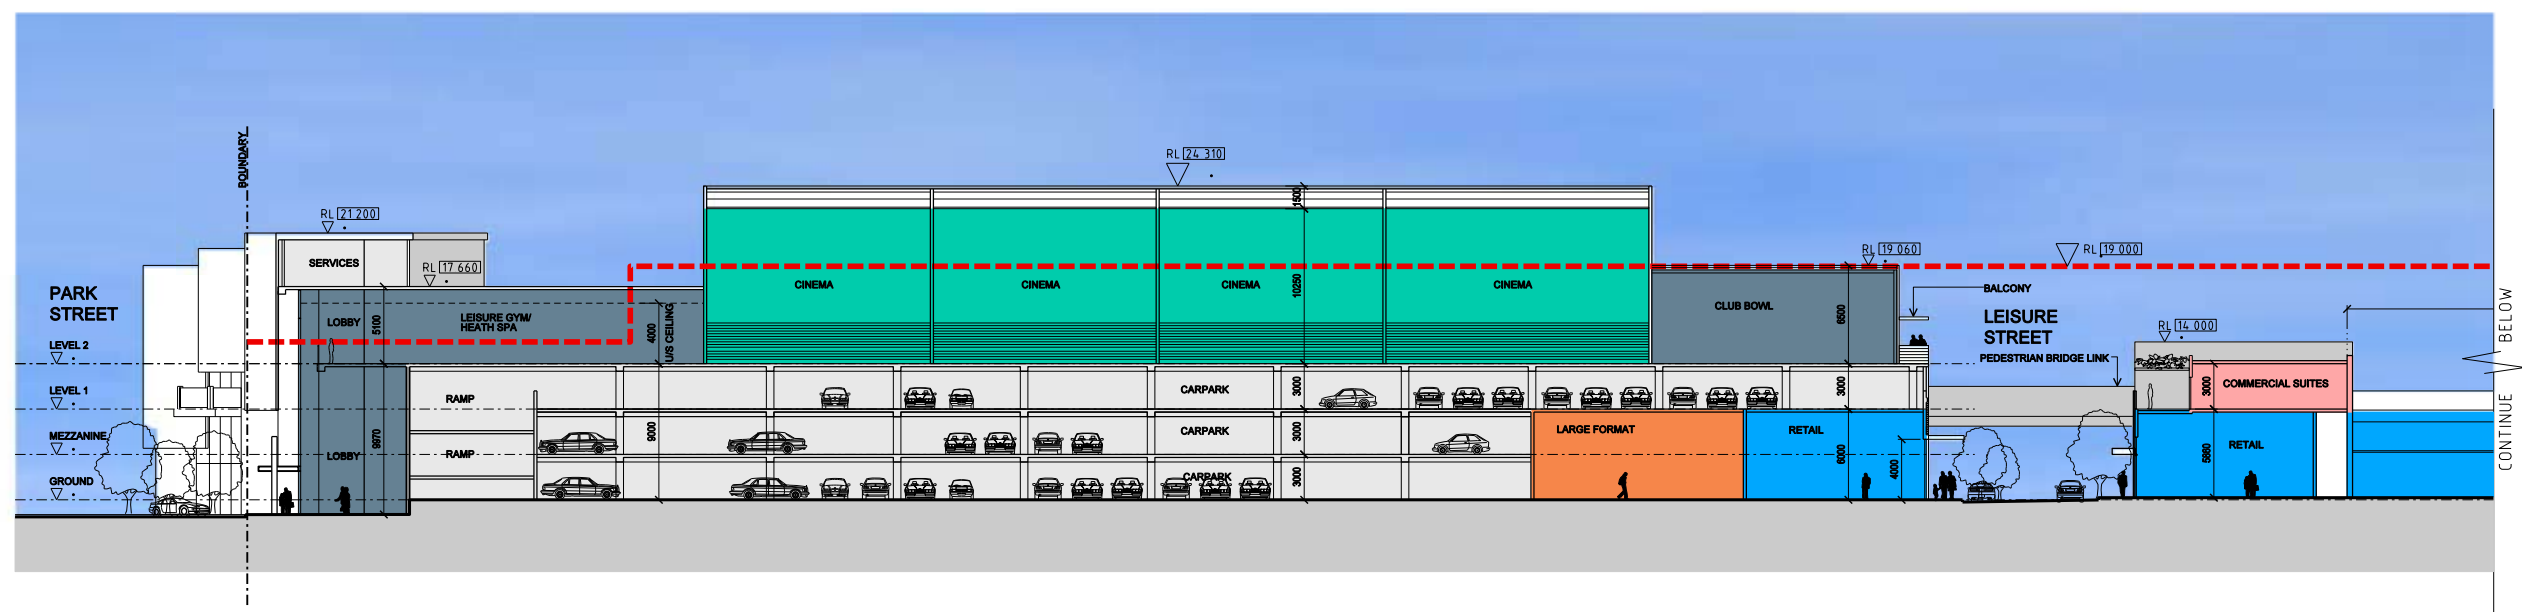 BOUNDARY
RL 24 310
1500
RL 21 200
SERVICES
RL 17 660
RL 19 060
RL 19 000
PARK
STREET
CINEMA
CINEMA
CINEMA
10250
CINEMA
CLUB BOWL
6500
BALCONY
LEISURE
STREET
LOBBY
5100
LEISURE GYM/
HEATH SPA
4000
U/S CEILING
RL 14 000
PEDESTRIAN BRIDGE LINK
CONTINUE BELOW
LEVEL 2
LEVEL 1
RAMP
CARPARK
3000
3000
3000
COMMERCIAL SUITES
MEZZANINE
LOBBY
9970
RAMP
9000
CARPARK
3000
LARGE FORMAT
RETAIL
6000
4000
5860
RETAIL
GROUND
CARPARK
3000